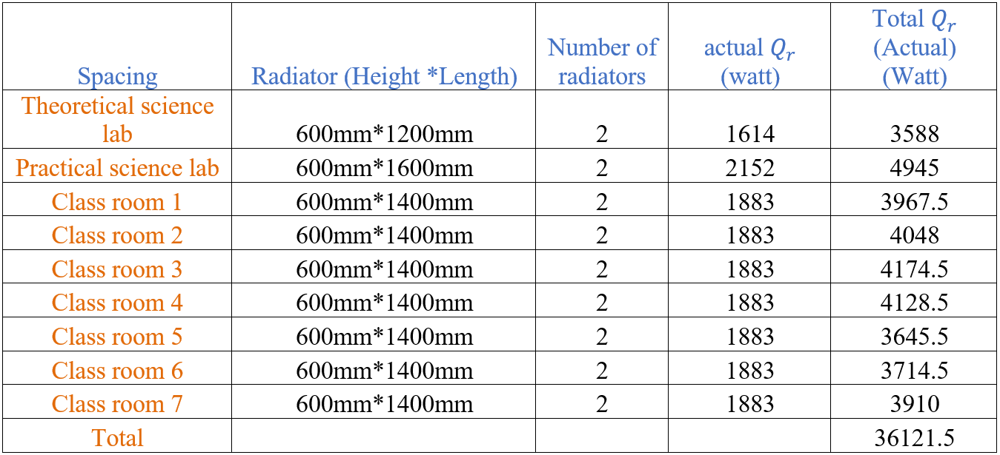 Spacing Radiator (Height *Length) Number of radiators actual Qᵣ (watt) Total Qᵣ (Actual) (Watt)
Theoretical science lab 600mm*1200mm 2 1614 3588
Practical science lab 600mm*1600mm 2 2152 4945
Class room 1 600mm*1400mm 2 1883 3967.5
Class room 2 600mm*1400mm 2 1883 4048
Class room 3 600mm*1400mm 2 1883 4174.5
Class room 4 600mm*1400mm 2 1883 4128.5
Class room 5 600mm*1400mm 2 1883 3645.5
Class room 6 600mm*1400mm 2 1883 3714.5
Class room 7 600mm*1400mm 2 1883 3910
Total 36121.5